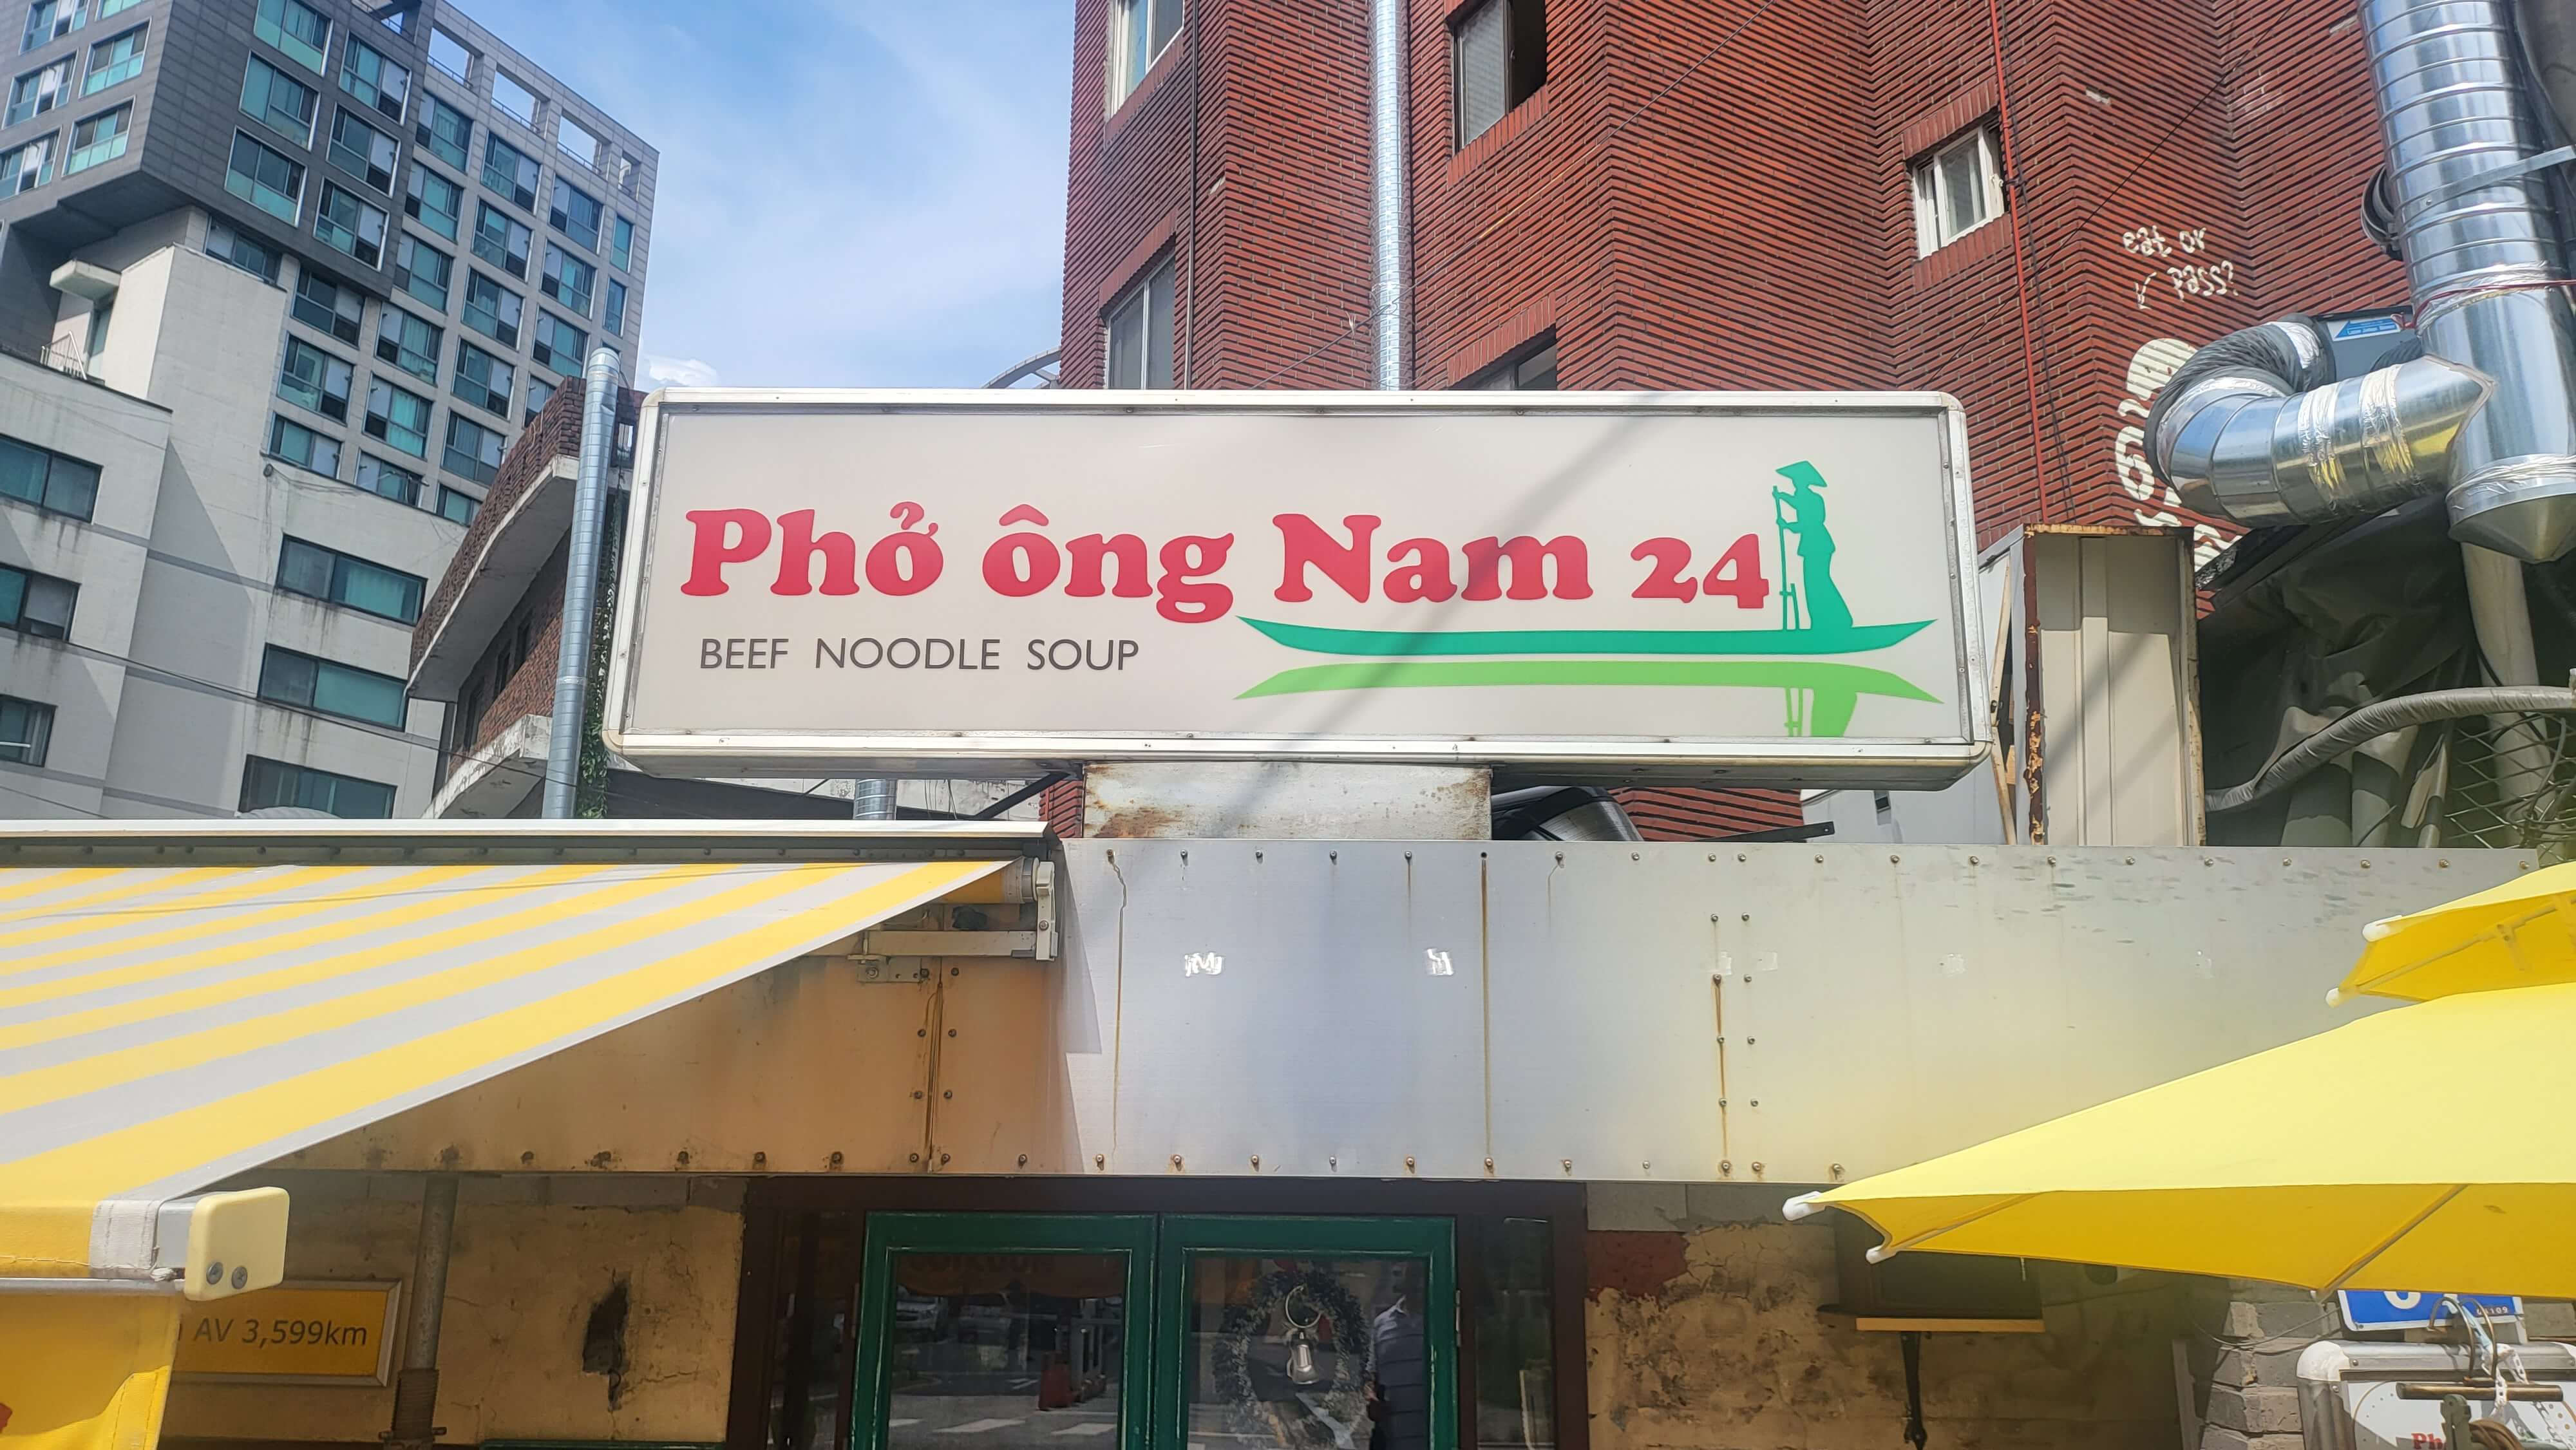 eat or
pass?
Phở ông Nam 24
BEEF NOODLE SOUP
AV 3,599km